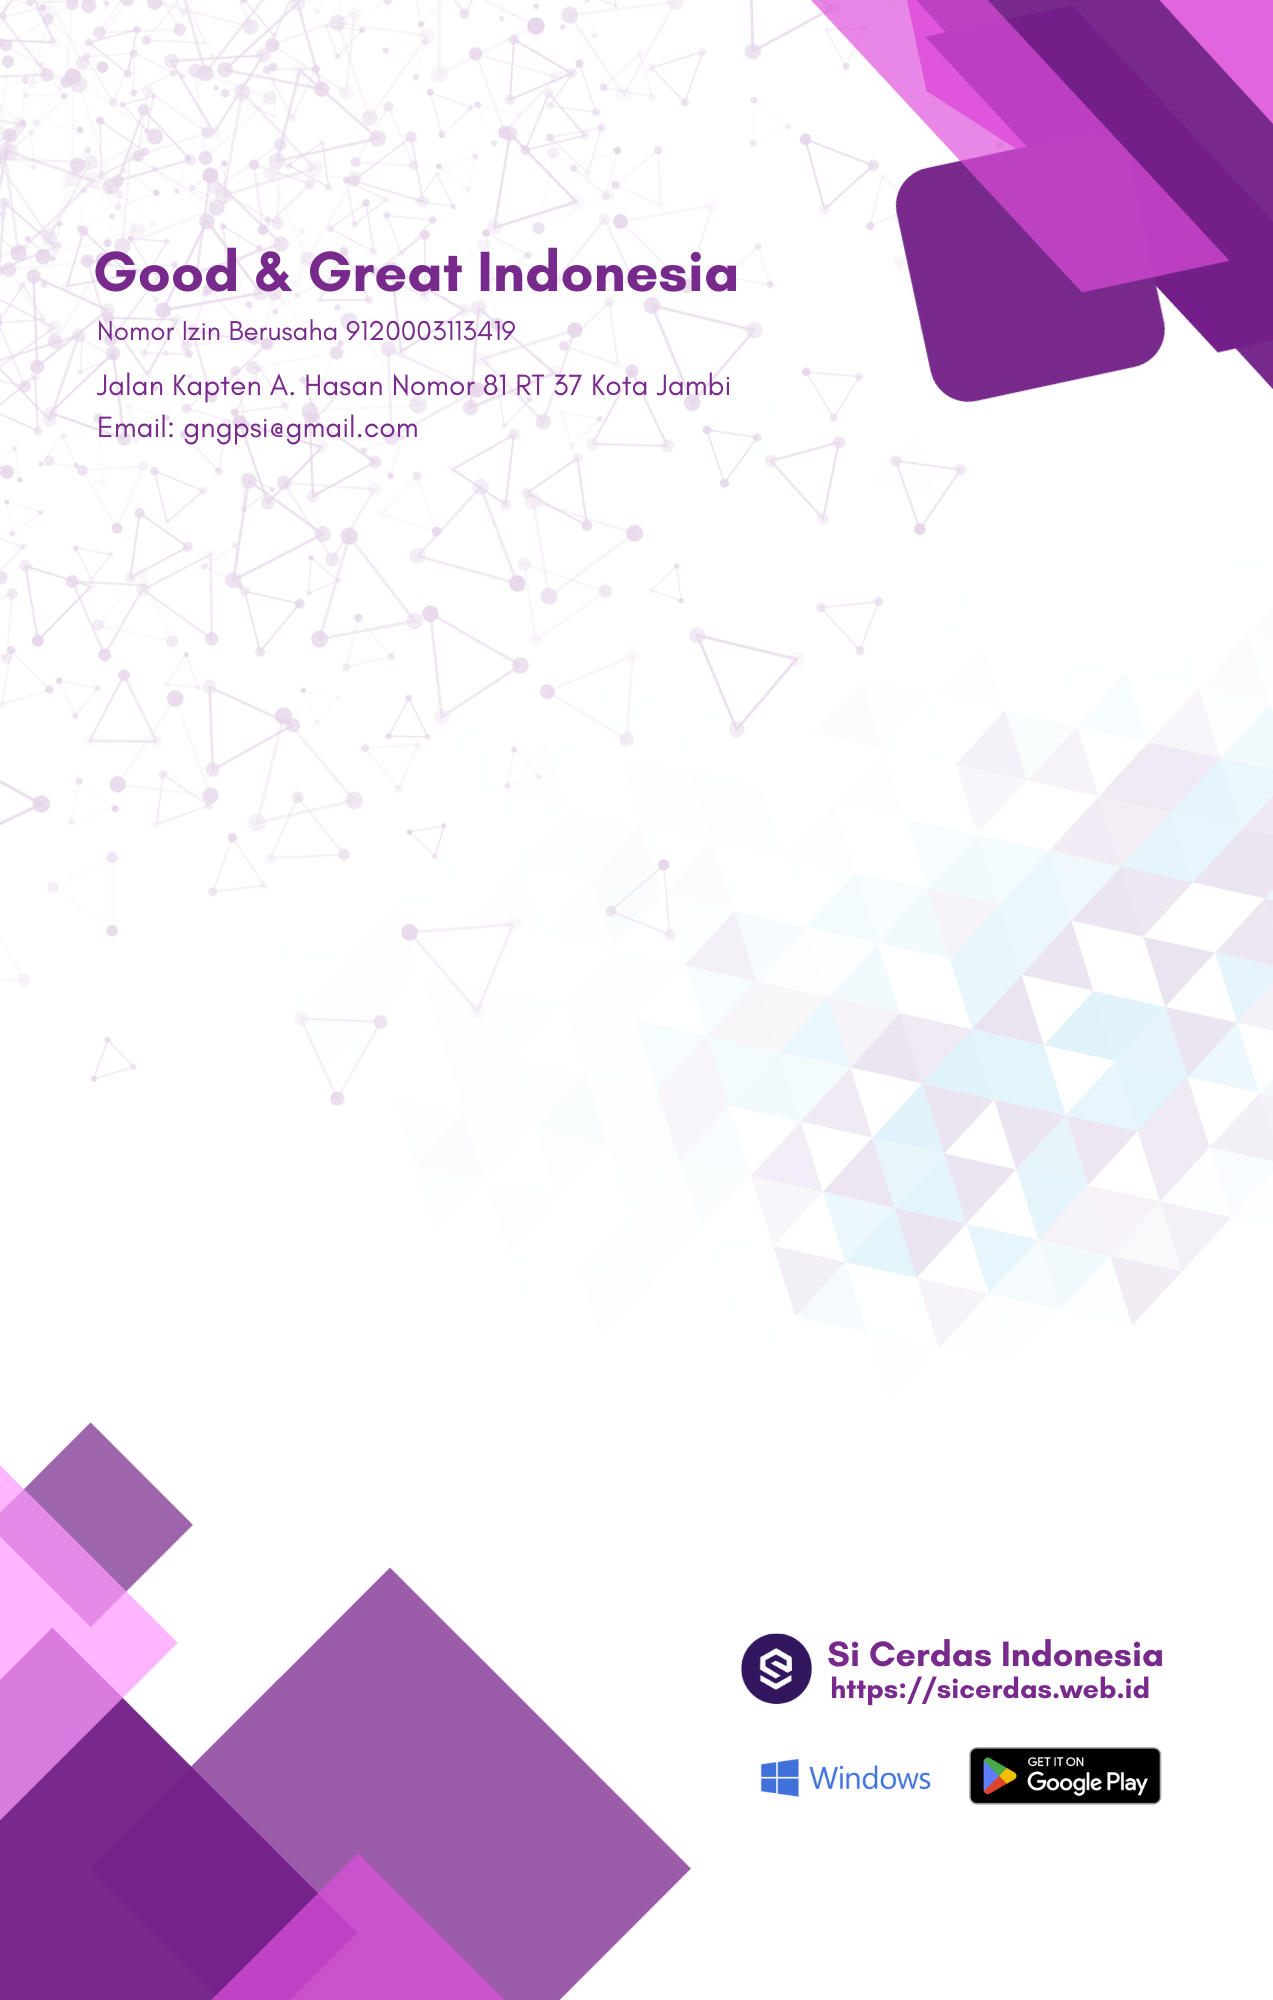 Good & Great Indonesia
Nomor Izin Berusaha 9120003113419
Jalan Kapten A. Hasan Nomor 81 RT 37 Kota Jambi
Email: gngpsi@gmail.com
Si Cerdas Indonesia
https://sicerdas.web.id
Windows
GET IT ON
Google Play